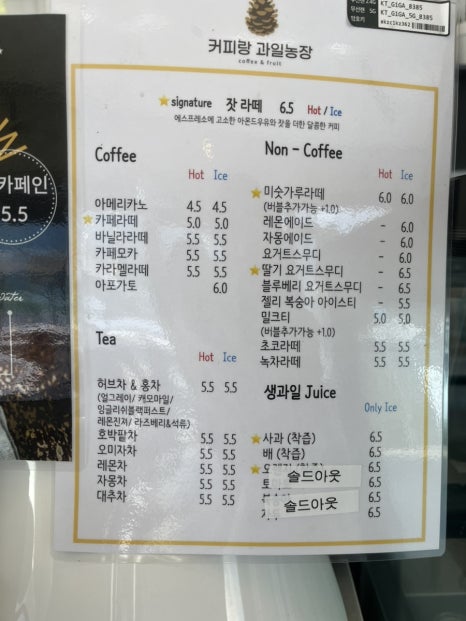 KT_GiGA_8385
KT_GiGA_5G_8385
커피랑 과일농장
coffee & fruit
signature 잣 라떼 6.5 Hot / Ice
에스프레소에 고소한 아몬드우유와 잣을 더한 달콤한 커피
카페인
5.5
Coffee
Hot Ice
아메리카노 4.5 4.5
카페라떼 5.0 5.0
바닐라라떼 5.5 5.5
카페모카 5.5 5.5
카라멜라떼 5.5 5.5
아포가토 6.0
Tea
Hot Ice
허브차 & 홍차 5.5 5.5
(얼그레이/ 캐모마일/
잉글리쉬블랙퍼스트/
레몬진저/ 라즈베리&석류)
호박팥차 5.5 5.5
오미자차 5.5 5.5
레몬차 5.5 5.5
자몽차 5.5 5.5
대추차 5.5 5.5
Non - Coffee
Hot Ice
미숫가루라떼 6.0 6.0
(버블추가가능 +1.0)
레몬에이드 - 6.0
자몽에이드 - 6.0
요거트스무디 - 6.0
딸기 요거트스무디 - 6.5
블루베리 요거트스무디 - 6.5
젤리 복숭아 아이스티 - 5.5
밀크티 5.0 5.0
(버블추가가능 +1.0)
초코라떼 5.5 5.5
녹차라떼 5.5 5.5
생과일 Juice
Only Ice
사과 (착즙) 6.5
배 (착즙) 6.5
6.5
솔드아웃
6.5
6.5
솔드아웃
6.5